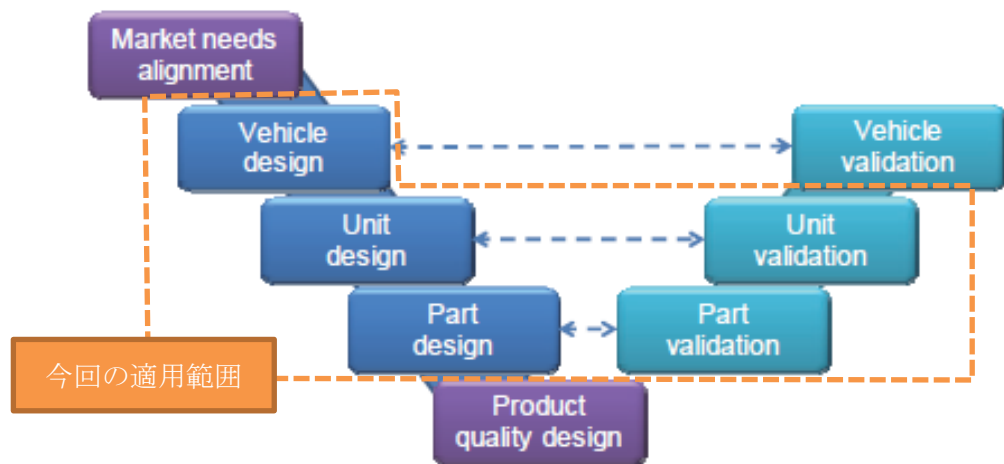 Market needs
alignment
Vehicle
design
Vehicle
validation
Unit
design
Unit
validation
Part
design
Part
validation
今回の適用範囲
Product
quality design